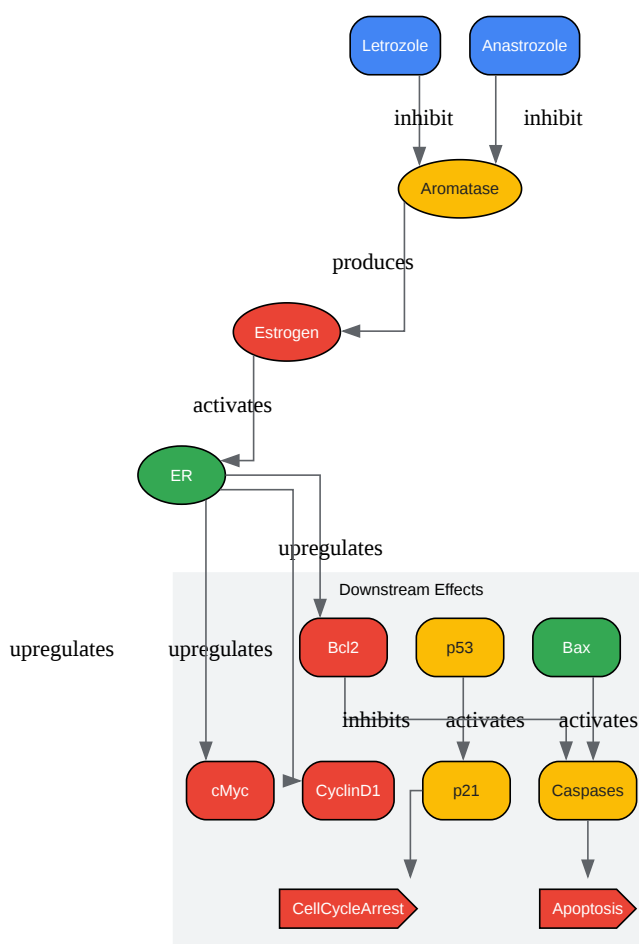 Letrozole
Anastrozole
inhibit
inhibit
Aromatase
produces
Estrogen
activates
ER
upregulates
Downstream Effects
Bcl2
p53
Bax
upregulates
upregulates
inhibits
activates
activates
cMyc
CyclinD1
p21
Caspases
CellCycleArrest
Apoptosis